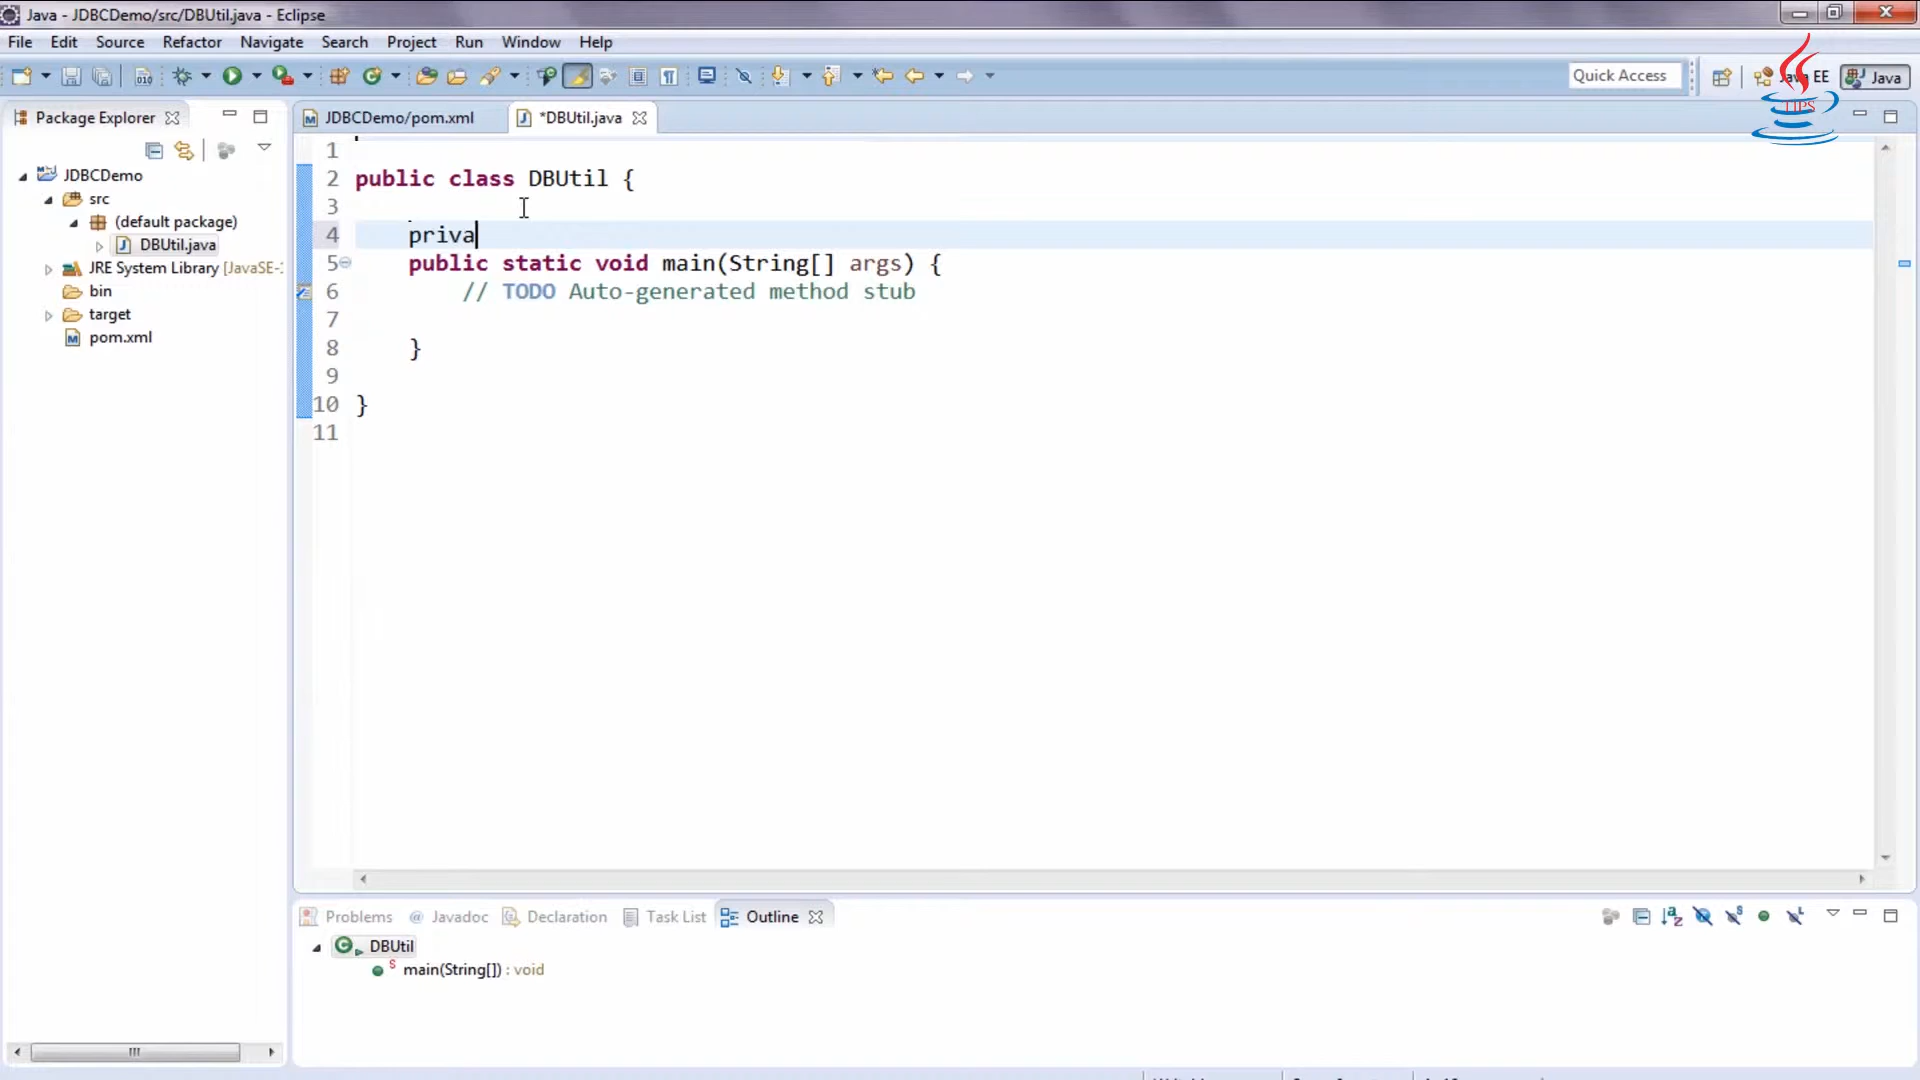 Java - JDBCDemo/src/DBUtil.java - Eclipse
File Edit Source Refactor Navigate Search Project Run Window Help
Quick Access
Java EE
Java
TIPS
Package Explorer
JDBCDemo/pom.xml
*DBUtil.java
JDBCDemo
src
(default package)
DBUtil.java
JRE System Library [JavaSE-1
bin
target
pom.xml
1
2 public class DBUtil {
3
4 priva
5 public static void main(String[] args) {
6 // TODO Auto-generated method stub
7
8 }
9
10 }
11
Problems @ Javadoc Declaration Task List Outline
DBUtil
main(String[]) : void